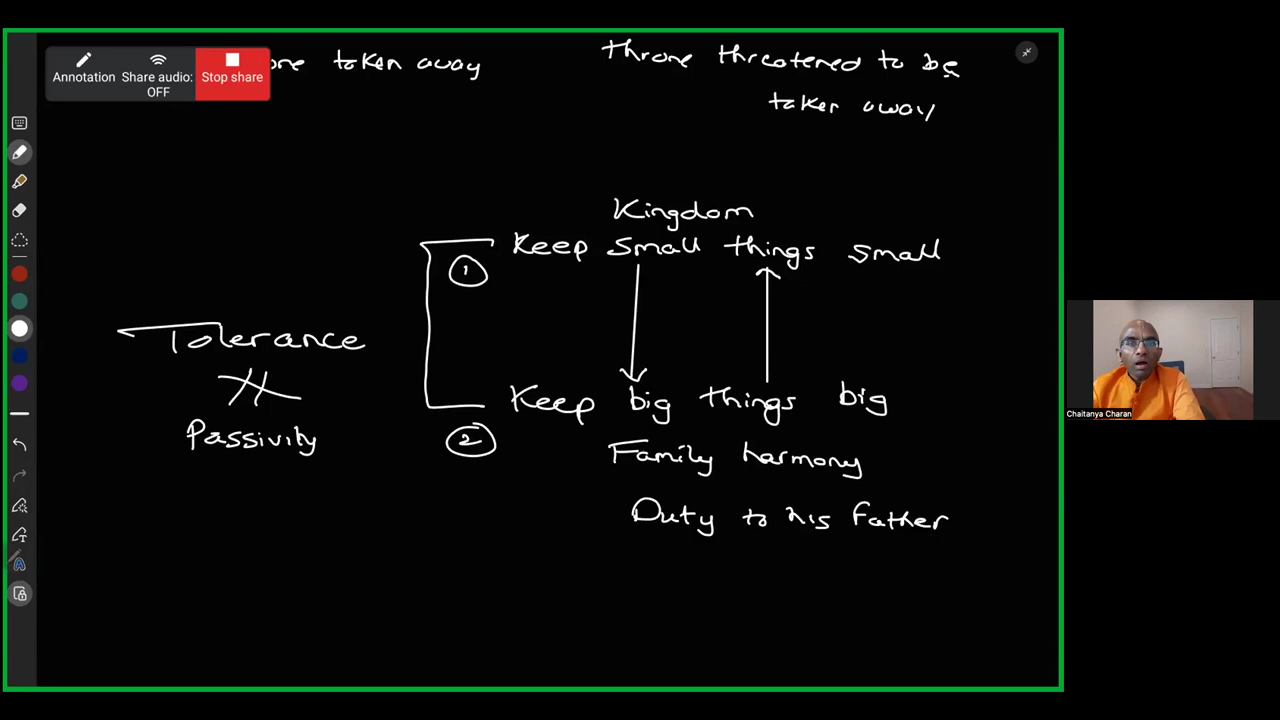 Annotation
Share audio:
OFF
Stop share
one taken away
Throne threatened to be
taken away
Kingdom
① Keep small things small
Tolerance
Passivity
② Keep big things big
Family harmony
Duty to his father
Chaitanya Charan